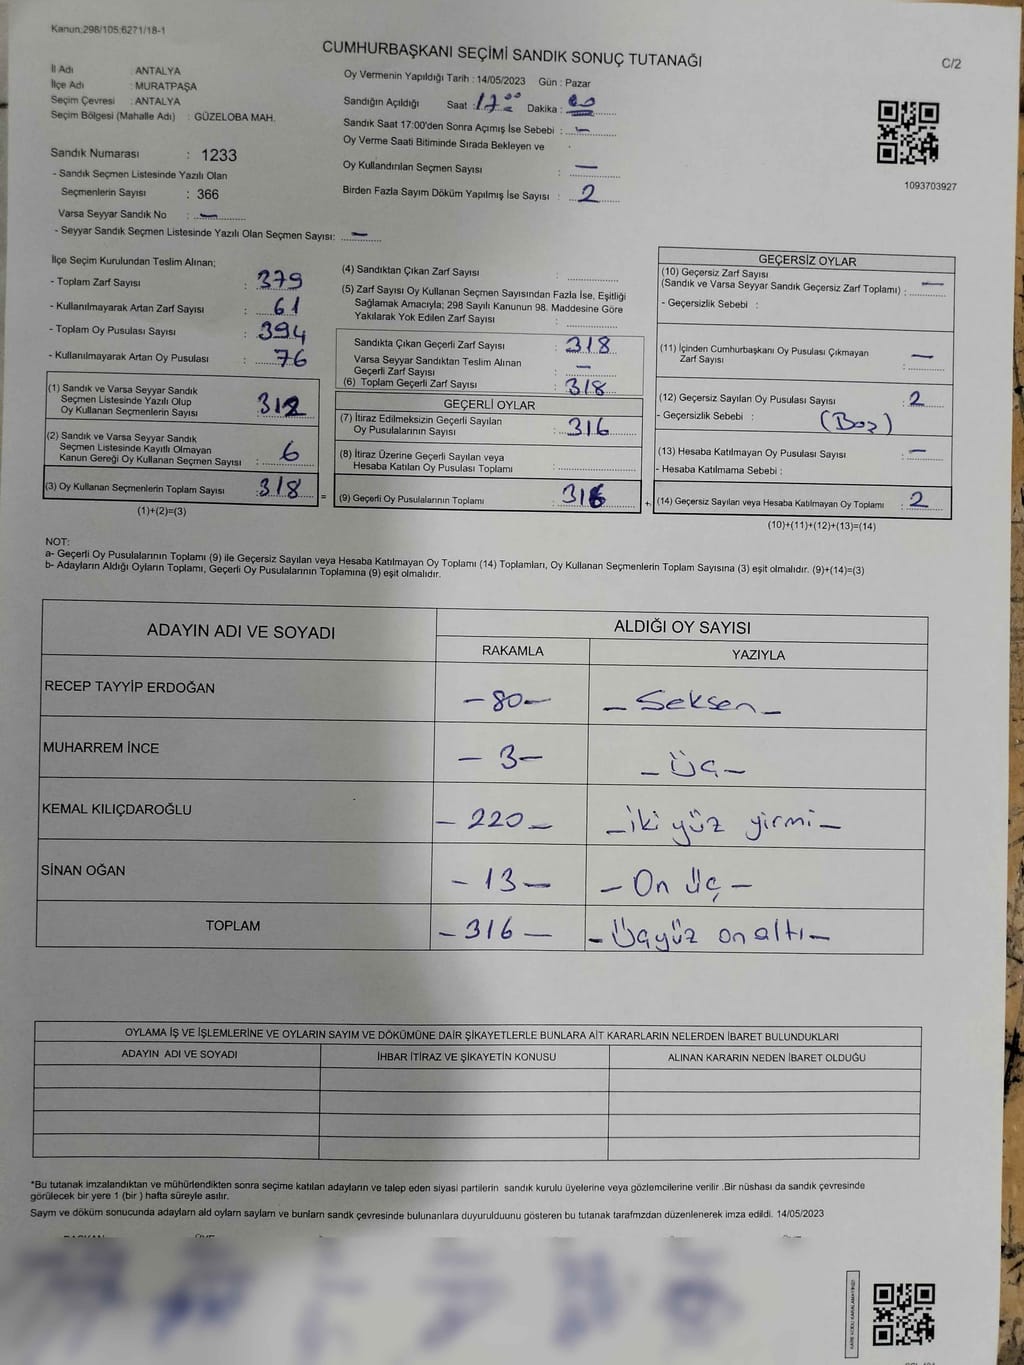 Kanun:298/105:6271/18-1
CUMHURBAŞKANI SEÇİMİ SANDIK SONUÇ TUTANAĞI
C/2
İl Adı : ANTALYA
İlçe Adı : MURATPAŞA
Seçim Çevresi : ANTALYA
Seçim Bölgesi (Mahalle Adı) : GÜZELOBA MAH.
Sandık Numarası : 1233
- Sandık Seçmen Listesinde Yazılı Olan
Seçmenlerin Sayısı : 366
Varsa Seyyar Sandık No : —
- Seyyar Sandık Seçmen Listesinde Yazılı Olan Seçmen Sayısı: —
Oy Vermenin Yapıldığı Tarih : 14/05/2023 Gün : Pazar
Sandığın Açıldığı Saat : 17:00 Dakika : 00
Sandık Saat 17:00'den Sonra Açımış İse Sebebi : —
Oy Verme Saati Bitiminde Sırada Bekleyen ve
Oy Kullandırılan Seçmen Sayısı : —
Birden Fazla Sayım Döküm Yapılmış İse Sayısı : 2
1093703927
İlçe Seçim Kurulundan Teslim Alınan;
- Toplam Zarf Sayısı : 379
- Kullanılmayarak Artan Zarf Sayısı : 61
- Toplam Oy Pusulası Sayısı : 394
- Kullanılmayarak Artan Oy Pusulası : 76
(1) Sandık ve Varsa Seyyar Sandık
Seçmen Listesinde Yazılı Olup
Oy Kullanan Seçmenlerin Sayısı : 312
(2) Sandık ve Varsa Seyyar Sandık
Seçmen Listesinde Kayıtlı Olmayan
Kanun Gereği Oy Kullanan Seçmen Sayısı : 6
(3) Oy Kullanan Seçmenlerin Toplam Sayısı : 318
(1)+(2)=(3)
=
(4) Sandıktan Çıkan Zarf Sayısı :
(5) Zarf Sayısı Oy Kullanan Seçmen Sayısından Fazla İse, Eşitliği
Sağlamak Amacıyla; 298 Sayılı Kanunun 98. Maddesine Göre
Yakılarak Yok Edilen Zarf Sayısı :
Sandıkta Çıkan Geçerli Zarf Sayısı : 318
Varsa Seyyar Sandıktan Teslim Alınan
Geçerli Zarf Sayısı : —
(6) Toplam Geçerli Zarf Sayısı : 318
GEÇERLİ OYLAR
(7) İtiraz Edilmeksizin Geçerli Sayılan
Oy Pusulalarının Sayısı : 316
(8) İtiraz Üzerine Geçerli Sayılan veya
Hesaba Katılan Oy Pusulası Toplamı :
(9) Geçerli Oy Pusulalarının Toplamı : 316
+
GEÇERSİZ OYLAR
(10) Geçersiz Zarf Sayısı
(Sandık ve Varsa Seyyar Sandık Geçersiz Zarf Toplamı) : —
- Geçersizlik Sebebi :
(11) İçinden Cumhurbaşkanı Oy Pusulası Çıkmayan
Zarf Sayısı : —
(12) Geçersiz Sayılan Oy Pusulası Sayısı : 2
- Geçersizlik Sebebi : (Boz)
(13) Hesaba Katılmayan Oy Pusulası Sayısı : —
- Hesaba Katılmama Sebebi :
(14) Geçersiz Sayılan veya Hesaba Katılmayan Oy Toplamı : 2
(10)+(11)+(12)+(13)=(14)
NOT:
a- Geçerli Oy Pusulalarının Toplamı (9) ile Geçersiz Sayılan veya Hesaba Katılmayan Oy Toplamı (14) Toplamları, Oy Kullanan Seçmenlerin Toplam Sayısına (3) eşit olmalıdır. (9)+(14)=(3)
b- Adayların Aldığı Oyların Toplamı, Geçerli Oy Pusulalarının Toplamına (9) eşit olmalıdır.
ADAYIN ADI VE SOYADI
ALDIĞI OY SAYISI
RAKAMLA YAZIYLA
RECEP TAYYİP ERDOĞAN — 80 — — Seksen —
MUHARREM İNCE — 3 — — Üç —
KEMAL KILIÇDAROĞLU — 220 — — iki yüz yirmi —
SİNAN OĞAN — 13 — — On üç —
TOPLAM — 316 — — Üçyüz on altı —
OYLAMA İŞ VE İŞLEMLERİNE VE OYLARIN SAYIM VE DÖKÜMÜNE DAİR ŞİKAYETLERLE BUNLARA AİT KARARLARIN NELERDEN İBARET BULUNDUKLARI
ADAYIN ADI VE SOYADI İHBAR İTİRAZ VE ŞİKAYETİN KONUSU ALINAN KARARIN NEDEN İBARET OLDUĞU
*Bu tutanak imzalandıktan ve mühürlendikten sonra seçime katılan adayların ve talep eden siyasi partilerin sandık kurulu üyelerine veya gözlemcilerine verilir .Bir nüshası da sandık çevresinde
görülecek bir yere 1 (bir ) hafta süreyle asılır.
Saym ve döküm sonucunda adaylarn ald oylarn saylarn ve bunlarn sandk çevresinde bulunanlara duyurulduunu gösteren bu tutanak tarafmzdan düzenlenerek imza edildi. 14/05/2023